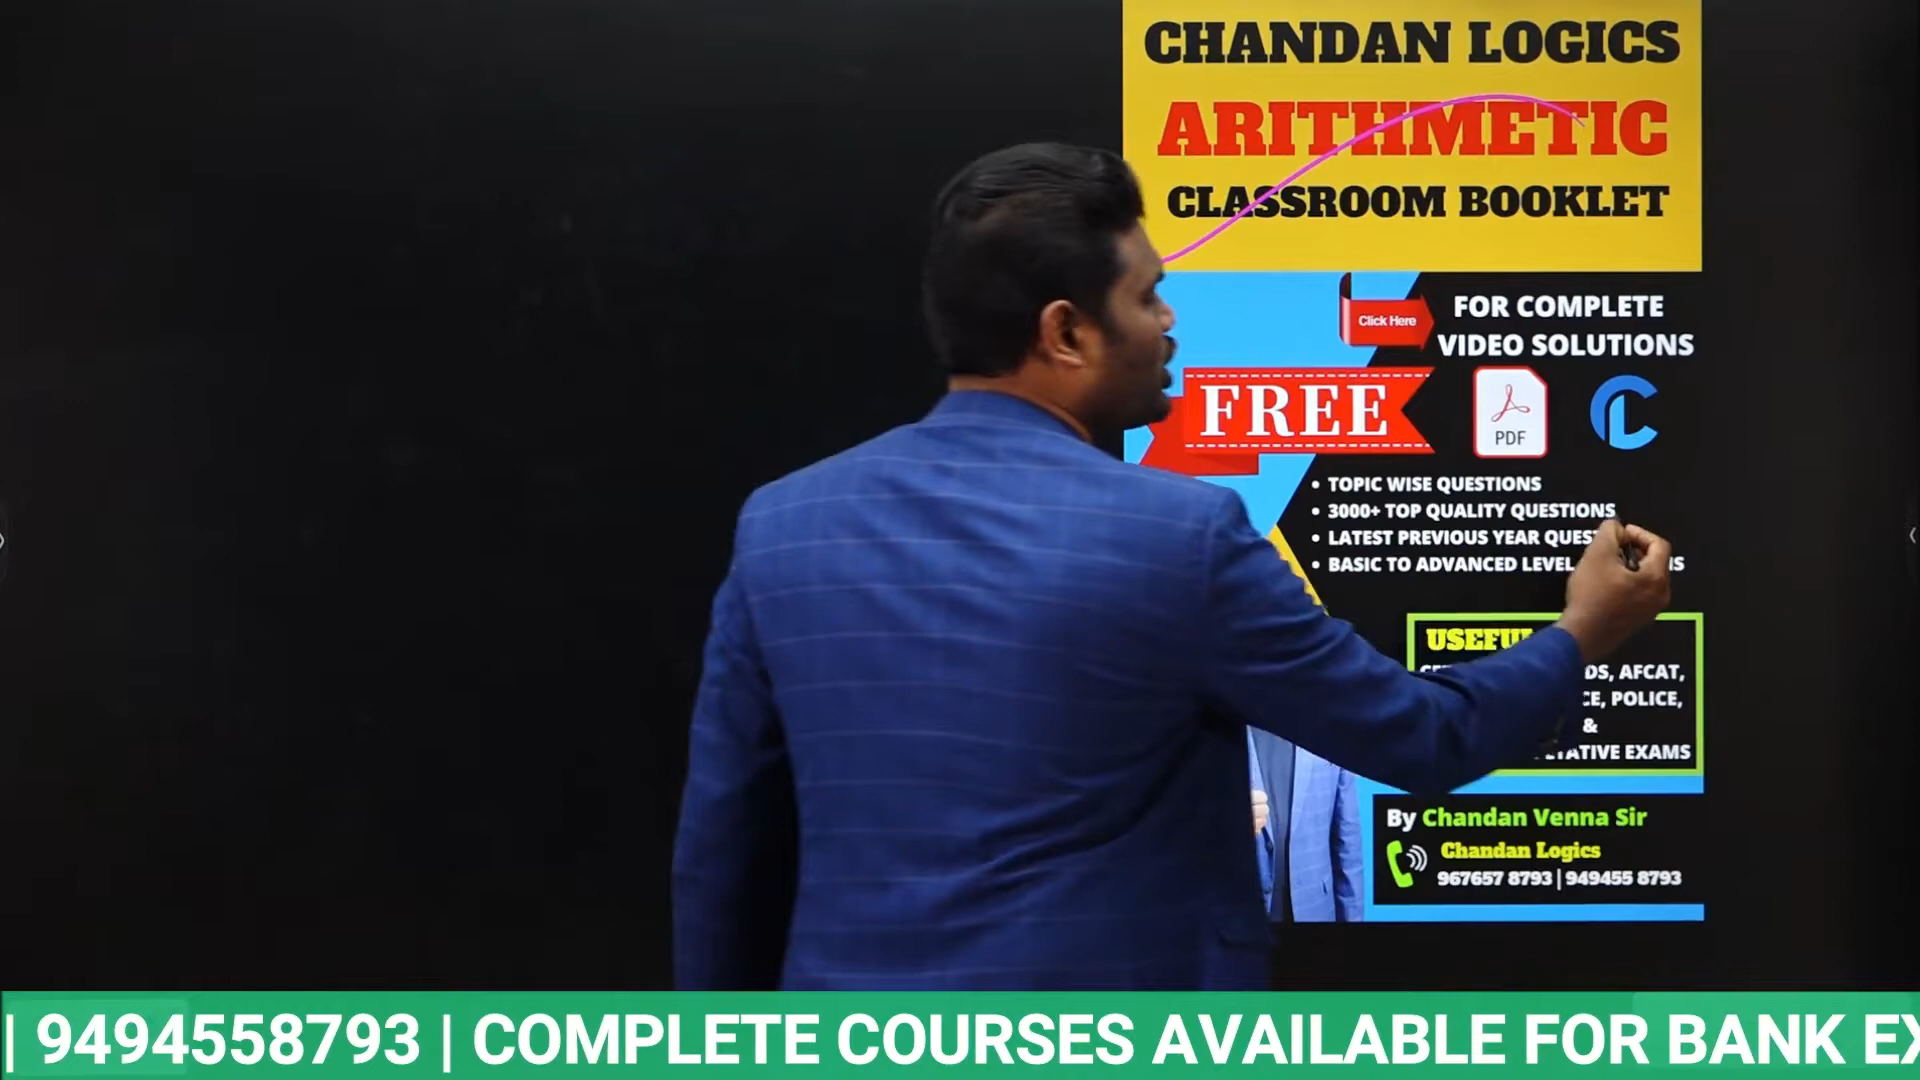 CHANDAN LOGICS
ARITHMETIC
CLASSROOM BOOKLET
Click Here
FOR COMPLETE
VIDEO SOLUTIONS
FREE
PDF
• TOPIC WISE QUESTIONS
• 3000+ TOP QUALITY QUESTIONS
• LATEST PREVIOUS YEAR
• BASIC TO ADVANCED LEVEL
AFCAT,
POLICE,
&
EXAMS
By Chandan Venna Sir
Chandan Logics
967657 8793 | 949455 8793
| 9494558793 | COMPLETE COURSES AVAILABLE FOR BANK